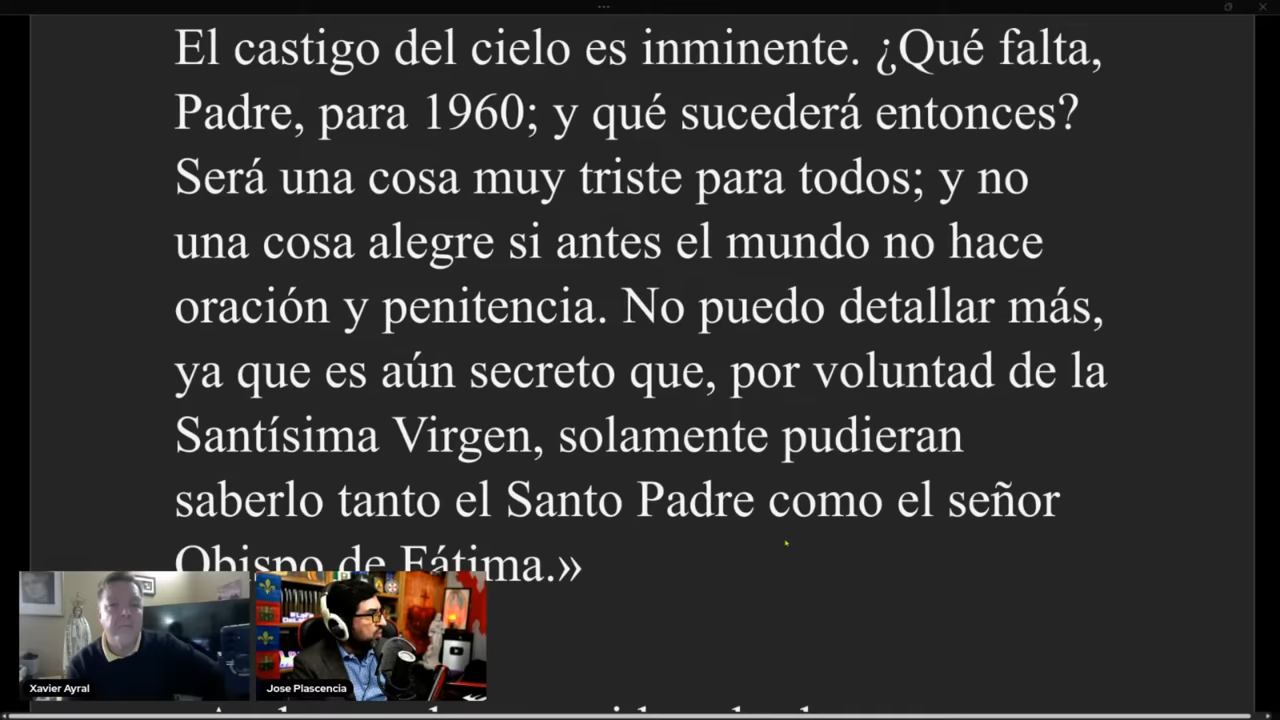 El castigo del cielo es inminente. ¿Qué falta,
Padre, para 1960; y qué sucederá entonces?
Será una cosa muy triste para todos; y no
una cosa alegre si antes el mundo no hace
oración y penitencia. No puedo detallar más,
ya que es aún secreto que, por voluntad de la
Santísima Virgen, solamente pudieran
saberlo tanto el Santo Padre como el señor
Obispo de Fátima.»
Xavier Ayral
Jose Plascencia